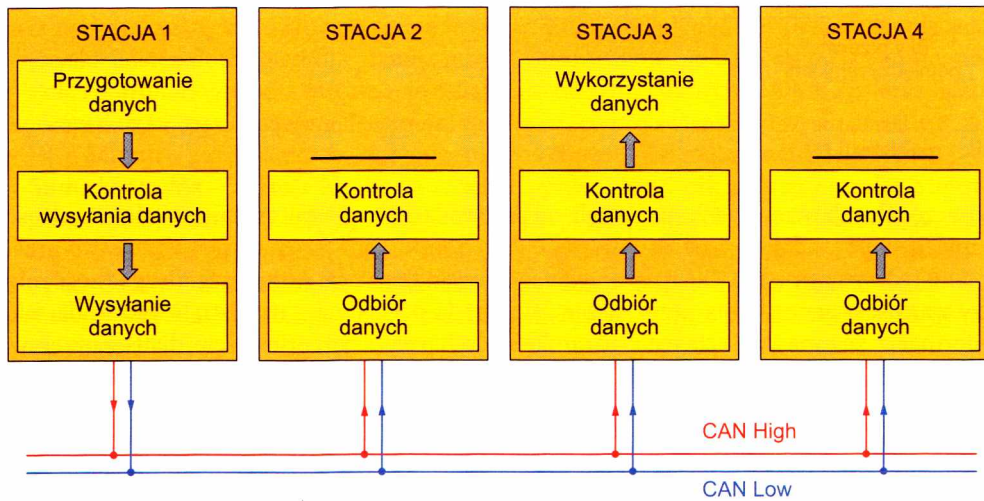 STACJA 1
Przygotowanie
danych
Kontrola
wysyłania danych
Wysyłanie
danych
STACJA 2
Kontrola
danych
Odbiór
danych
STACJA 3
Wykorzystanie
danych
Kontrola
danych
Odbiór
danych
STACJA 4
Kontrola
danych
Odbiór
danych
CAN High
CAN Low